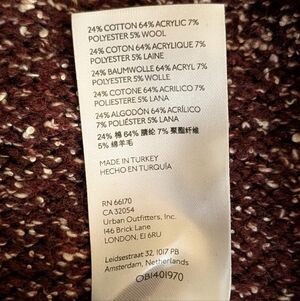 24% COTTON 64% ACRYLIC 7%
POLYESTER 5% WOOL
24% COTON 64% ACRYLIQUE 7%
POLYESTER 5% LAINE
24% BAUMWOLLE 64% ACRYL 7%
POLYESTER 5% WOLLE
24% COTONE 64% ACRILICO 7%
POLIESTERE 5% LANA
24% ALGODÓN 64% ACRÍLICO
7% POLIÉSTER 5% LANA
24% 棉 64% 腈纶 7% 聚酯纤维
5% 绵羊毛
MADE IN TURKEY
HECHO EN TURQUÍA
RN 66170
CA 32054
Urban Outfitters, Inc.
146 Brick Lane
LONDON, E1 6RU
Leidsestraat 32, 1017 PB
Amsterdam, Netherlands
OB1401970